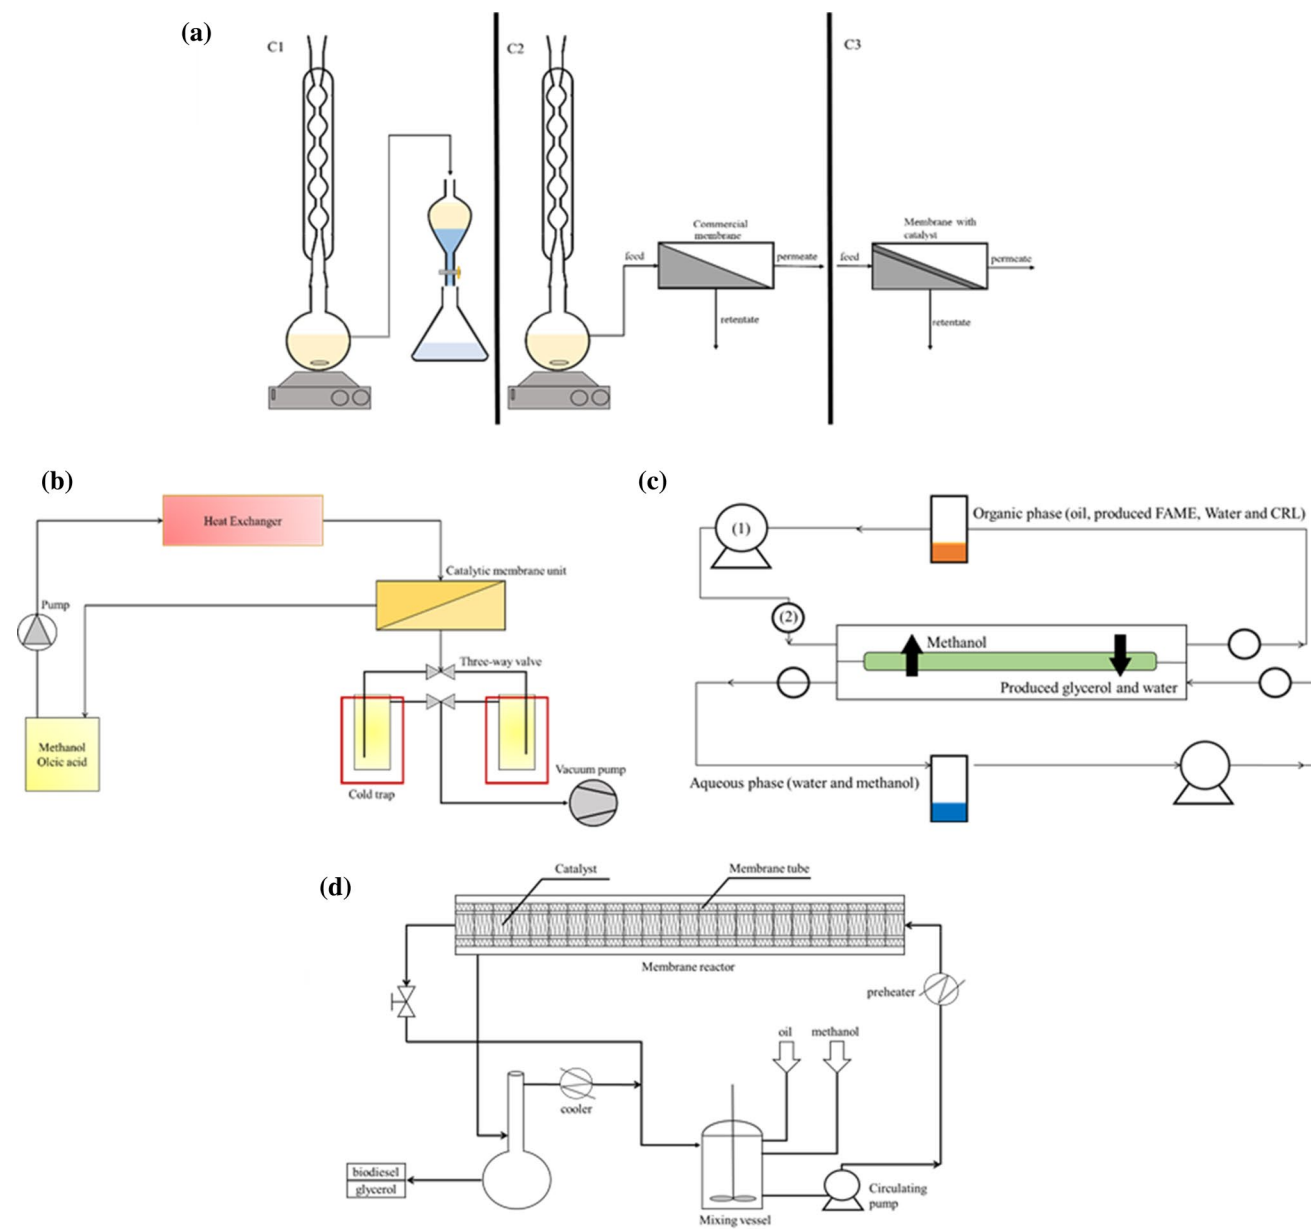 (a)
C1
C2
C3
Commercial
membrane
feed
permeate
retentate
Membrane with
catalyst
feed
permeate
retentate
(b)
Heat Exchanger
Catalytic membrane unit
Pump
Three-way valve
Methanol
Oleic acid
Vacuum pump
Cold trap
(c)
(1)
Organic phase (oil, produced FAME, Water and CRL)
(2)
Methanol
Produced glycerol and water
Aqueous phase (water and methanol)
(d)
Catalyst
Membrane tube
Membrane reactor
preheater
oil
methanol
cooler
biodiesel
glycerol
Circulating
pump
Mixing vessel